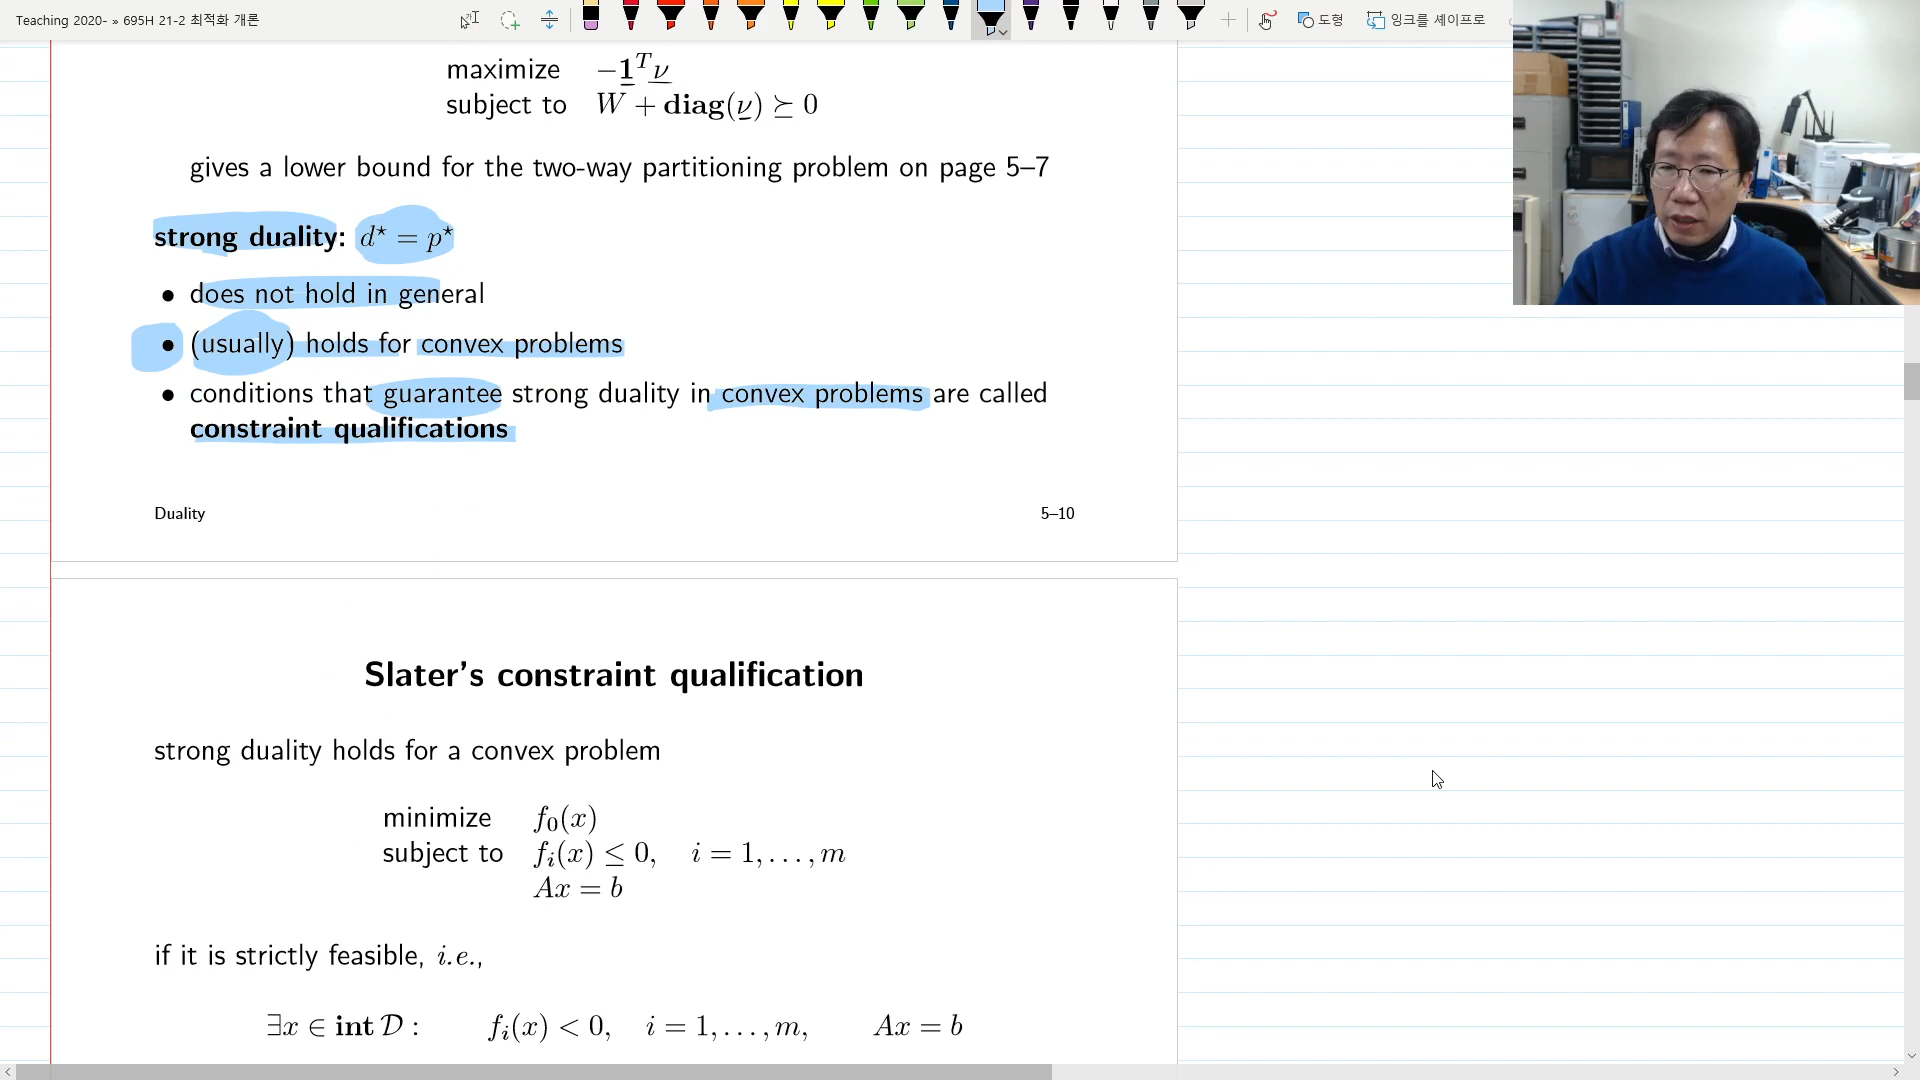 Teaching 2020- » 695H 21-2 최적화 개론
도형
잉크를 셰이프로
maximize −1ᵀν
subject to W + diag(ν) ⪰ 0
gives a lower bound for the two-way partitioning problem on page 5–7
strong duality: d⋆ = p⋆
• does not hold in general
• (usually) holds for convex problems
• conditions that guarantee strong duality in convex problems are called
constraint qualifications
Duality 5–10
Slater's constraint qualification
strong duality holds for a convex problem
minimize f₀(x)
subject to fᵢ(x) ≤ 0, i = 1, . . . , m
Ax = b
if it is strictly feasible, i.e.,
∃x ∈ int 𝒟 : fᵢ(x) < 0, i = 1, . . . , m, Ax = b